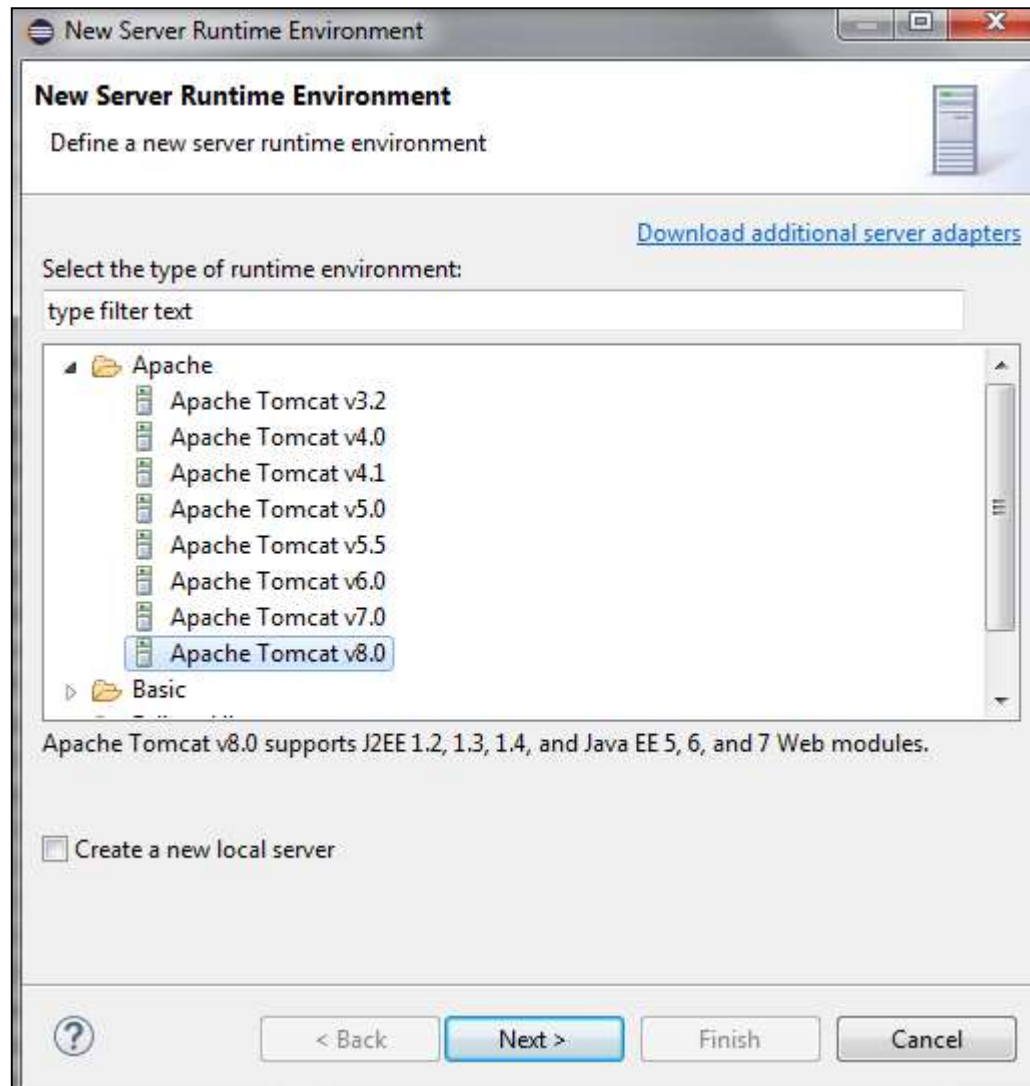 New Server Runtime Environment
New Server Runtime Environment
Define a new server runtime environment
Download additional server adapters
Select the type of runtime environment:
type filter text
Apache
Apache Tomcat v3.2
Apache Tomcat v4.0
Apache Tomcat v4.1
Apache Tomcat v5.0
Apache Tomcat v5.5
Apache Tomcat v6.0
Apache Tomcat v7.0
Apache Tomcat v8.0
Basic
Apache Tomcat v8.0 supports J2EE 1.2, 1.3, 1.4, and Java EE 5, 6, and 7 Web modules.
Create a new local server
? < Back Next > Finish Cancel